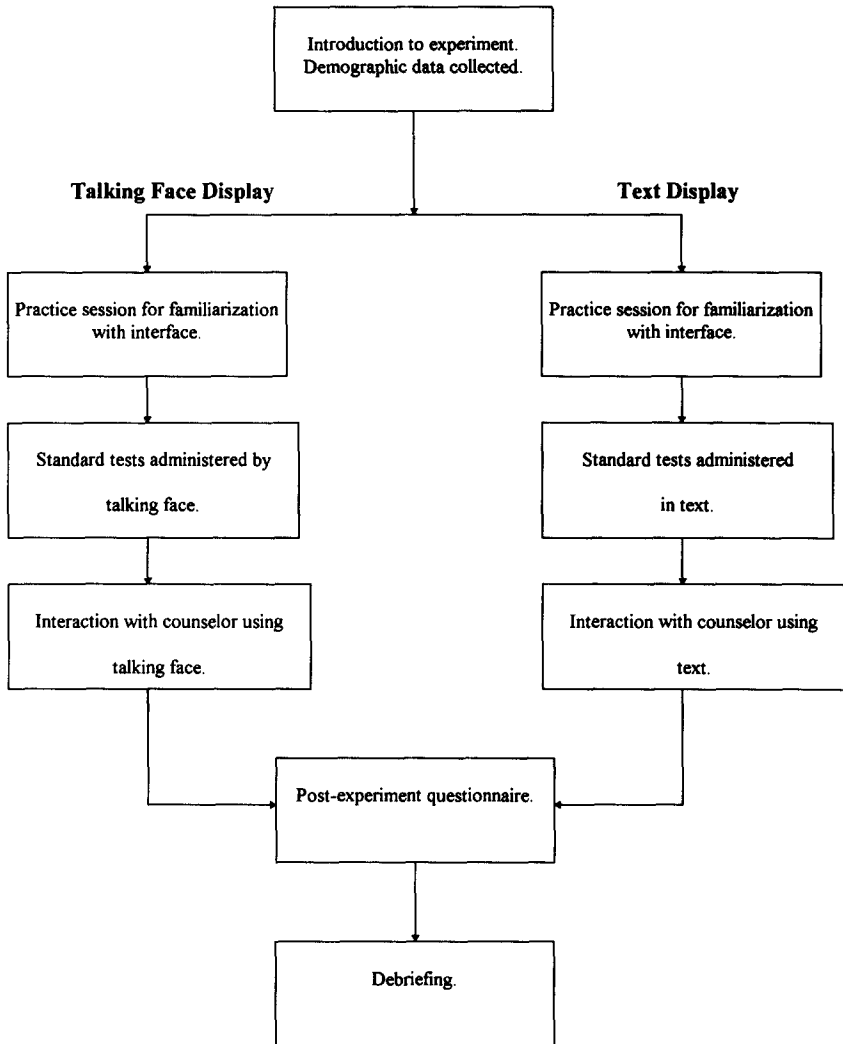 Introduction to experiment.
Demographic data collected.
Talking Face Display
Text Display
Practice session for familiarization
with interface.
Practice session for familiarization
with interface.
Standard tests administered by
talking face.
Standard tests administered
in text.
Interaction with counselor using
talking face.
Interaction with counselor using
text.
Post-experiment questionnaire.
Debriefing.